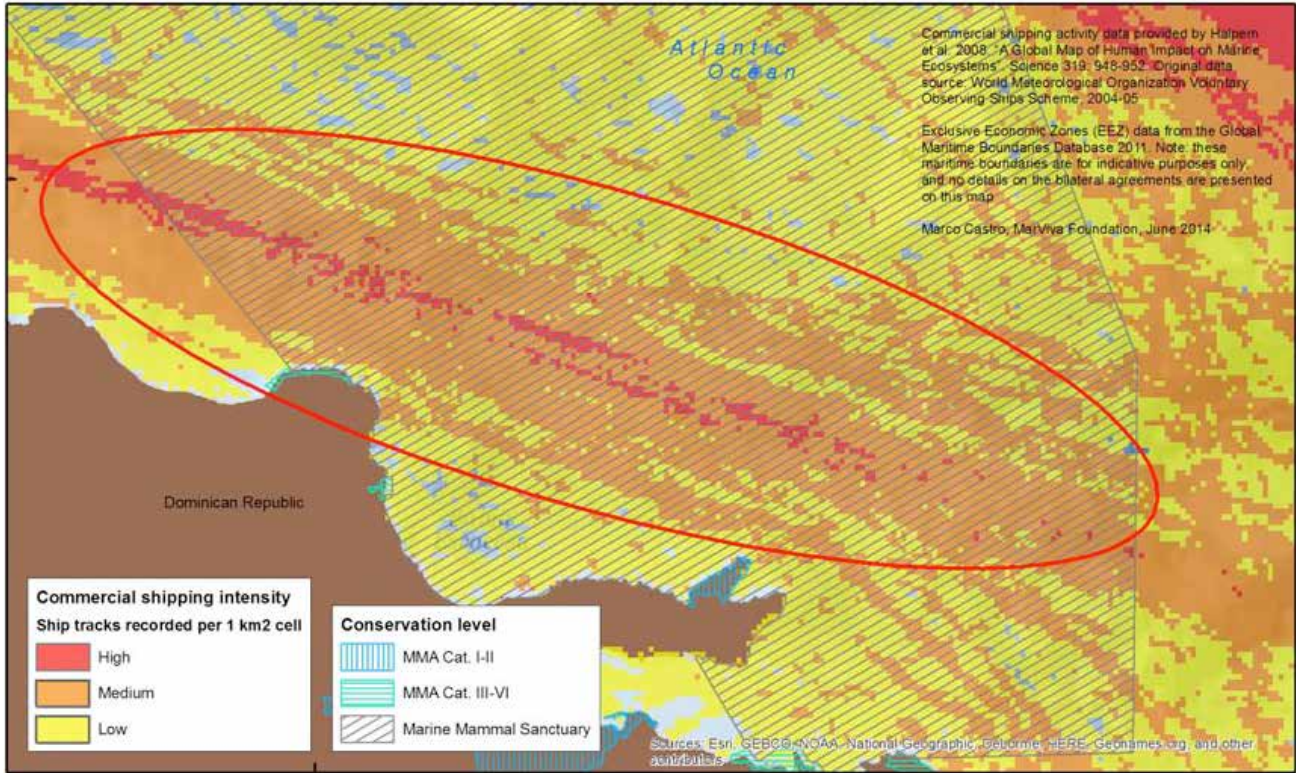 Atlantic
Ocean
Commercial shipping activity data provided by Halpern
et al. 2008, "A Global Map of Human Impact on Marine
Ecosystems". Science 319: 948-952. Original data
source: World Meteorological Organization Voluntary
Observing Ships Scheme, 2004-05
Exclusive Economic Zones (EEZ) data from the Global
Maritime Boundaries Database 2011. Note: these
maritime boundaries are for indicative purposes only,
and no details on the bilateral agreements are presented
on this map
Marco Castro, MarViva Foundation, June 2014
Dominican Republic
Commercial shipping intensity
Ship tracks recorded per 1 km2 cell
High
Medium
Low
Conservation level
MMA Cat. I-II
MMA Cat. III-VI
Marine Mammal Sanctuary
Sources: Esri, GEBCO, NOAA, National Geographic, DeLorme, HERE, Geonames.org, and other
contributors